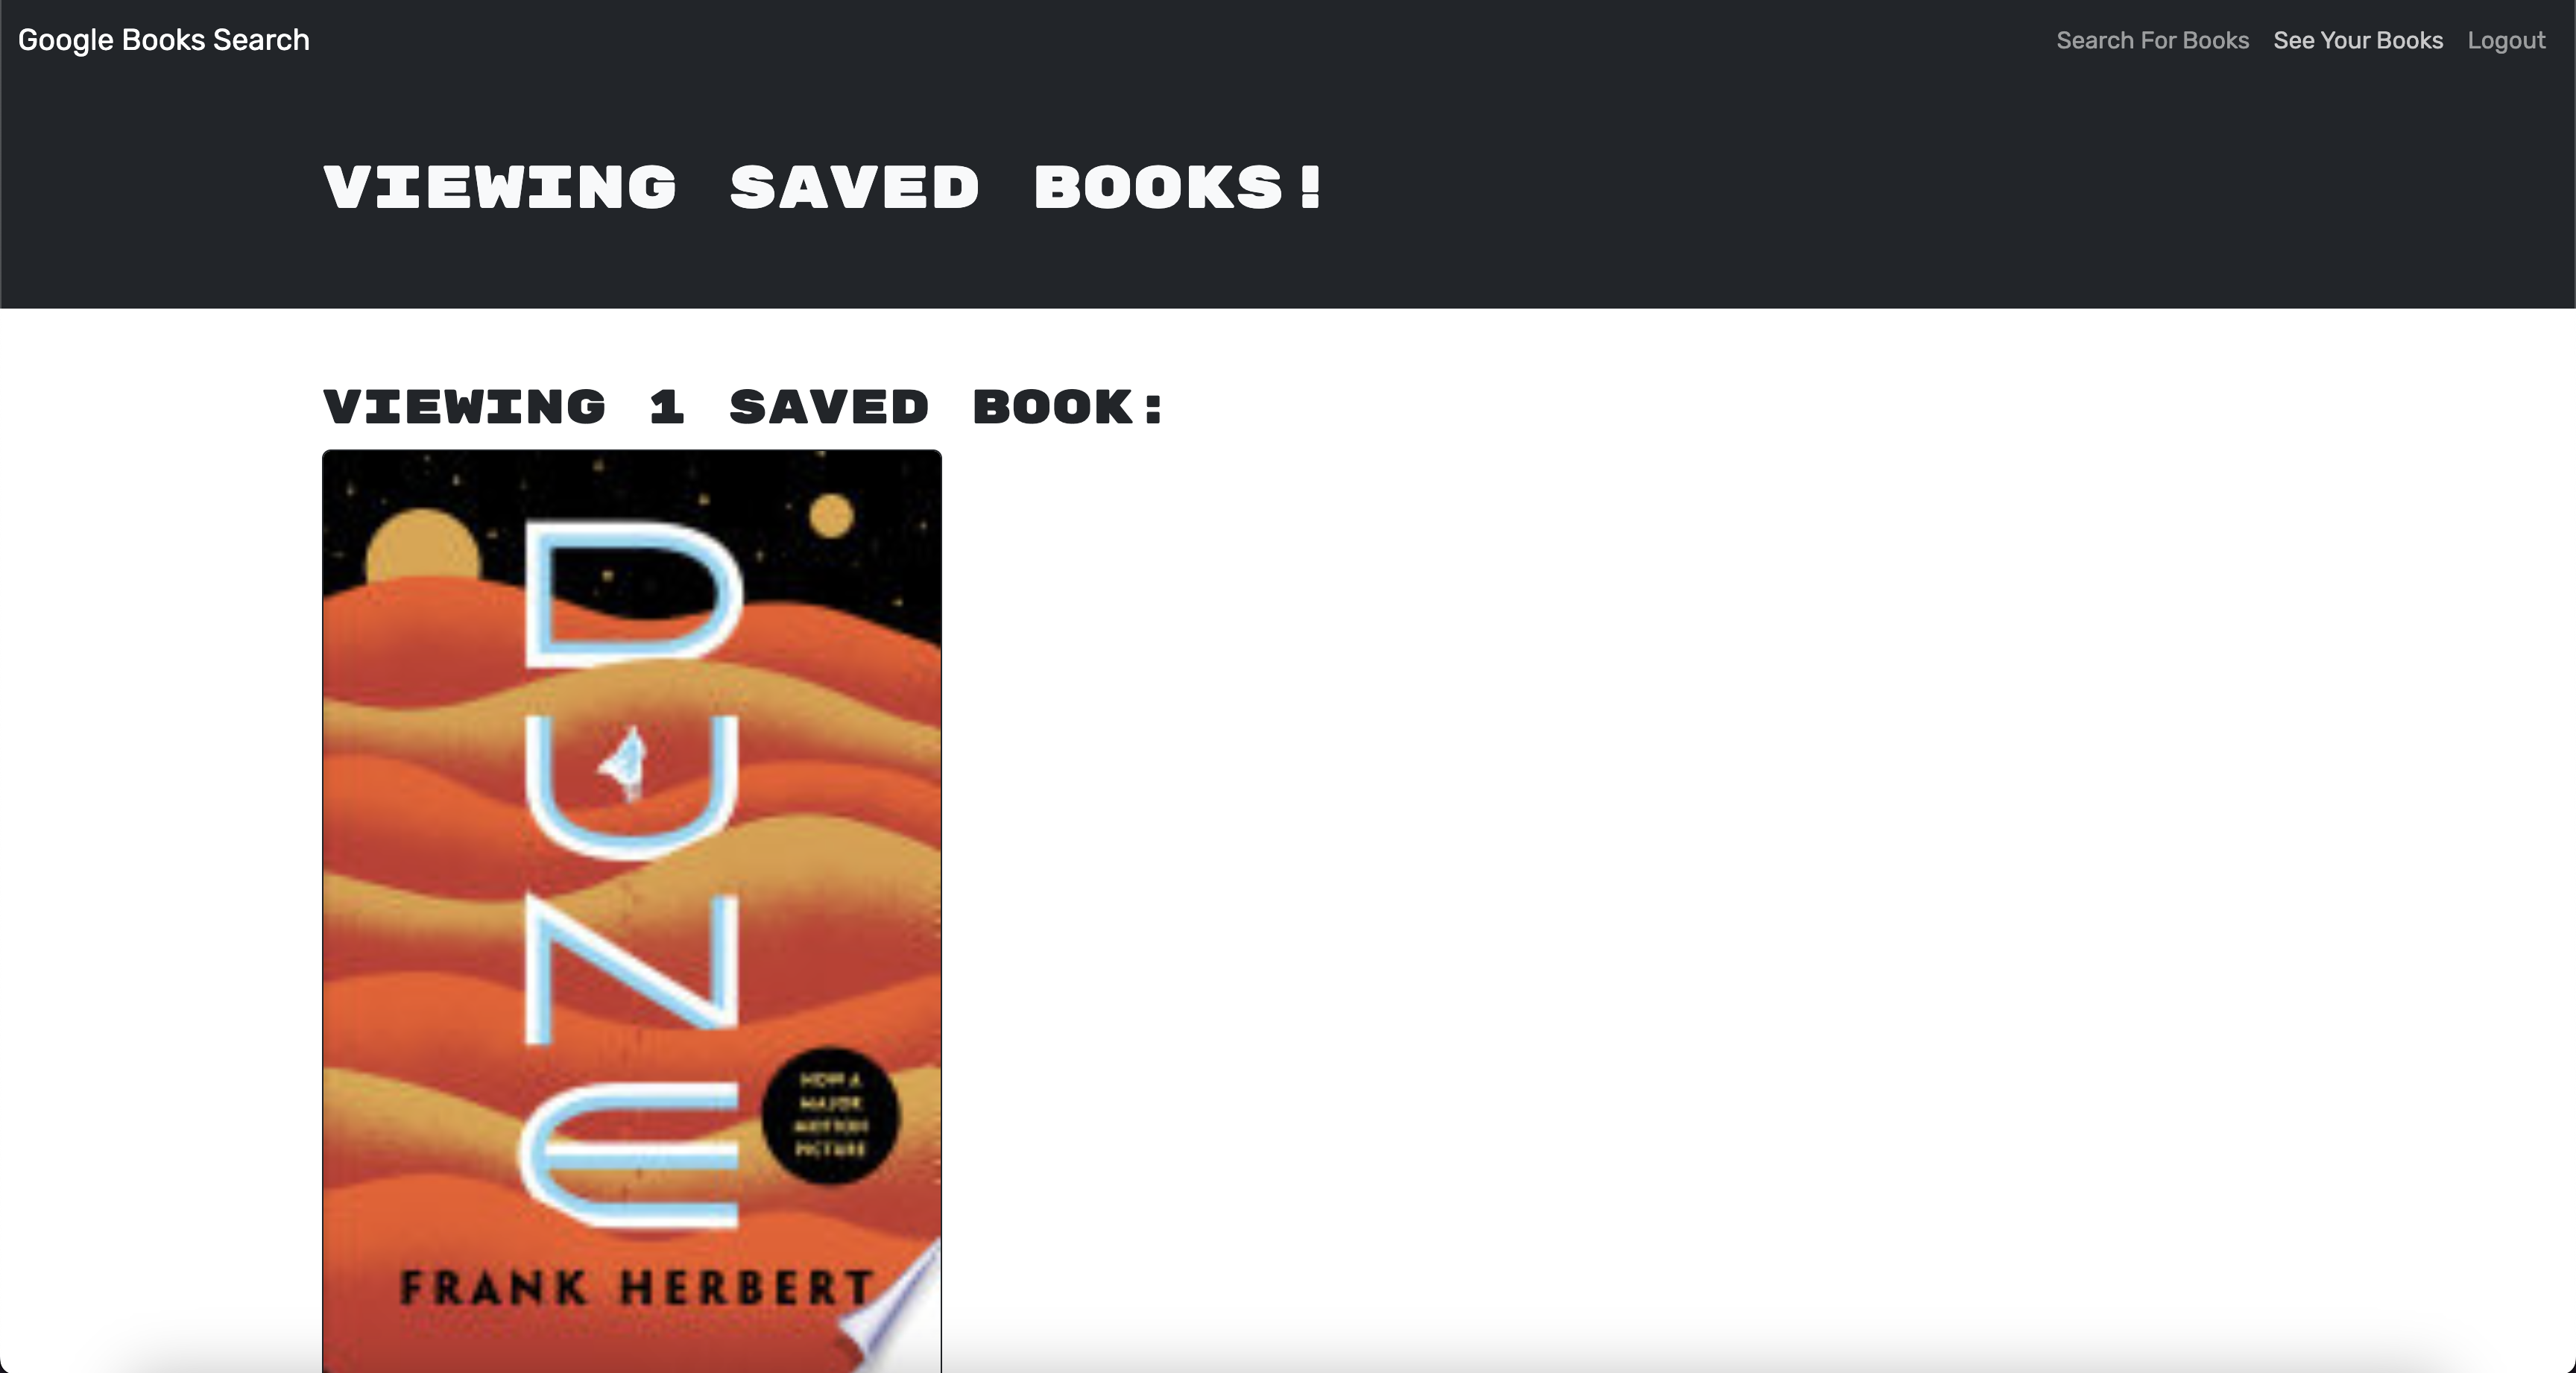 Google Books Search
Search For Books See Your Books Logout
VIEWING SAVED BOOKS!
VIEWING 1 SAVED BOOK:
DUNE
NOW A
MAJOR
MOTION
PICTURE
FRANK HERBERT